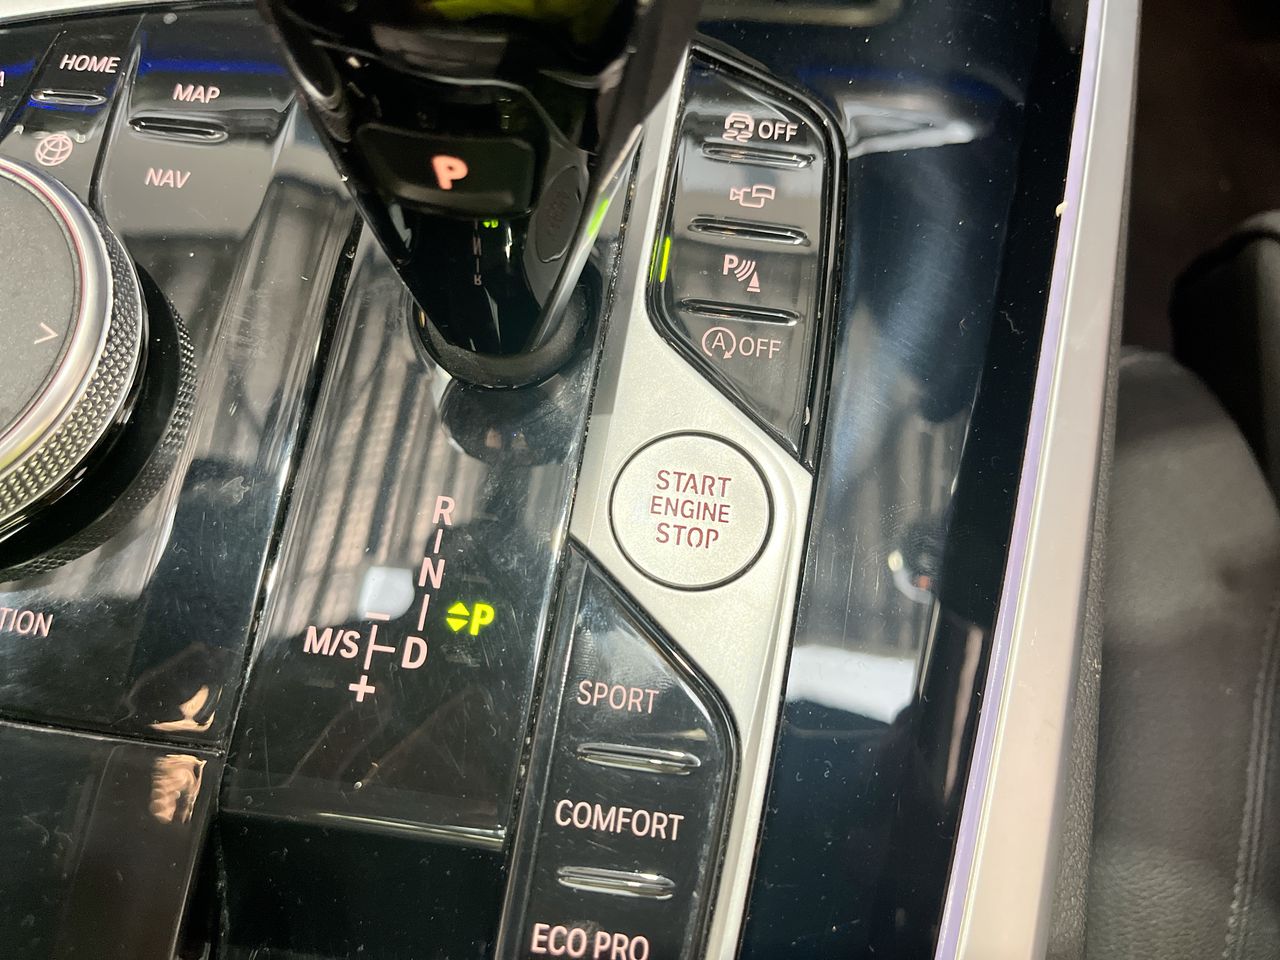 HOME
MAP
NAV
P
D
N
R
OFF
P
A OFF
START
ENGINE
STOP
R
N
P
M/S
D
+
SPORT
COMFORT
ECO PRO